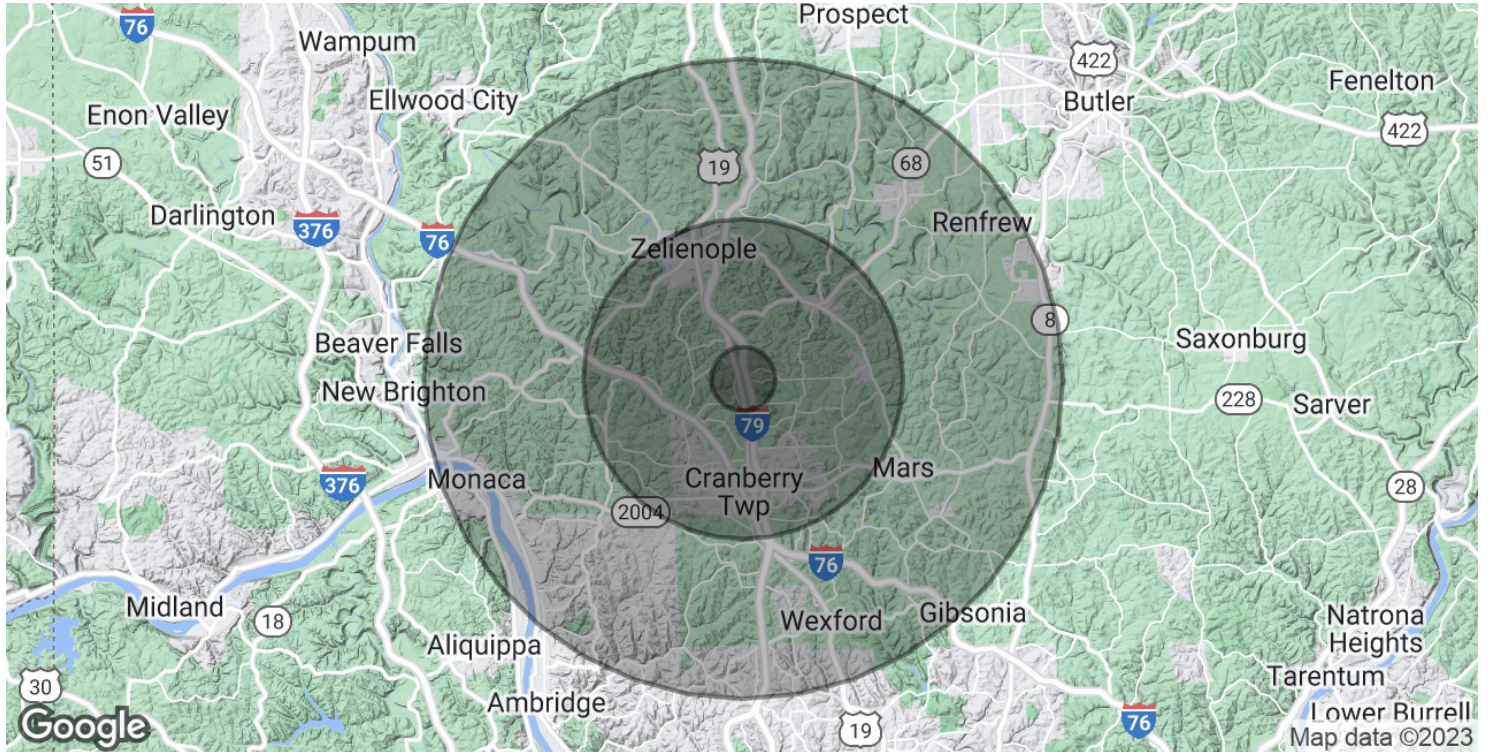 76
Wampum
Prospect
422
Fenelton
Ellwood City
Butler
Enon Valley
422
51
19
68
Darlington
376
76
Renfrew
Zelienople
8
Beaver Falls
Saxonburg
New Brighton
228
Sarver
79
Mars
Cranberry
Twp
Monaca
376
28
2004
76
Midland
18
Wexford
Gibsonia
Natrona
Heights
Aliquippa
Tarentum
30
Ambridge
Lower Burrell
19
76
Google
Map data ©2023